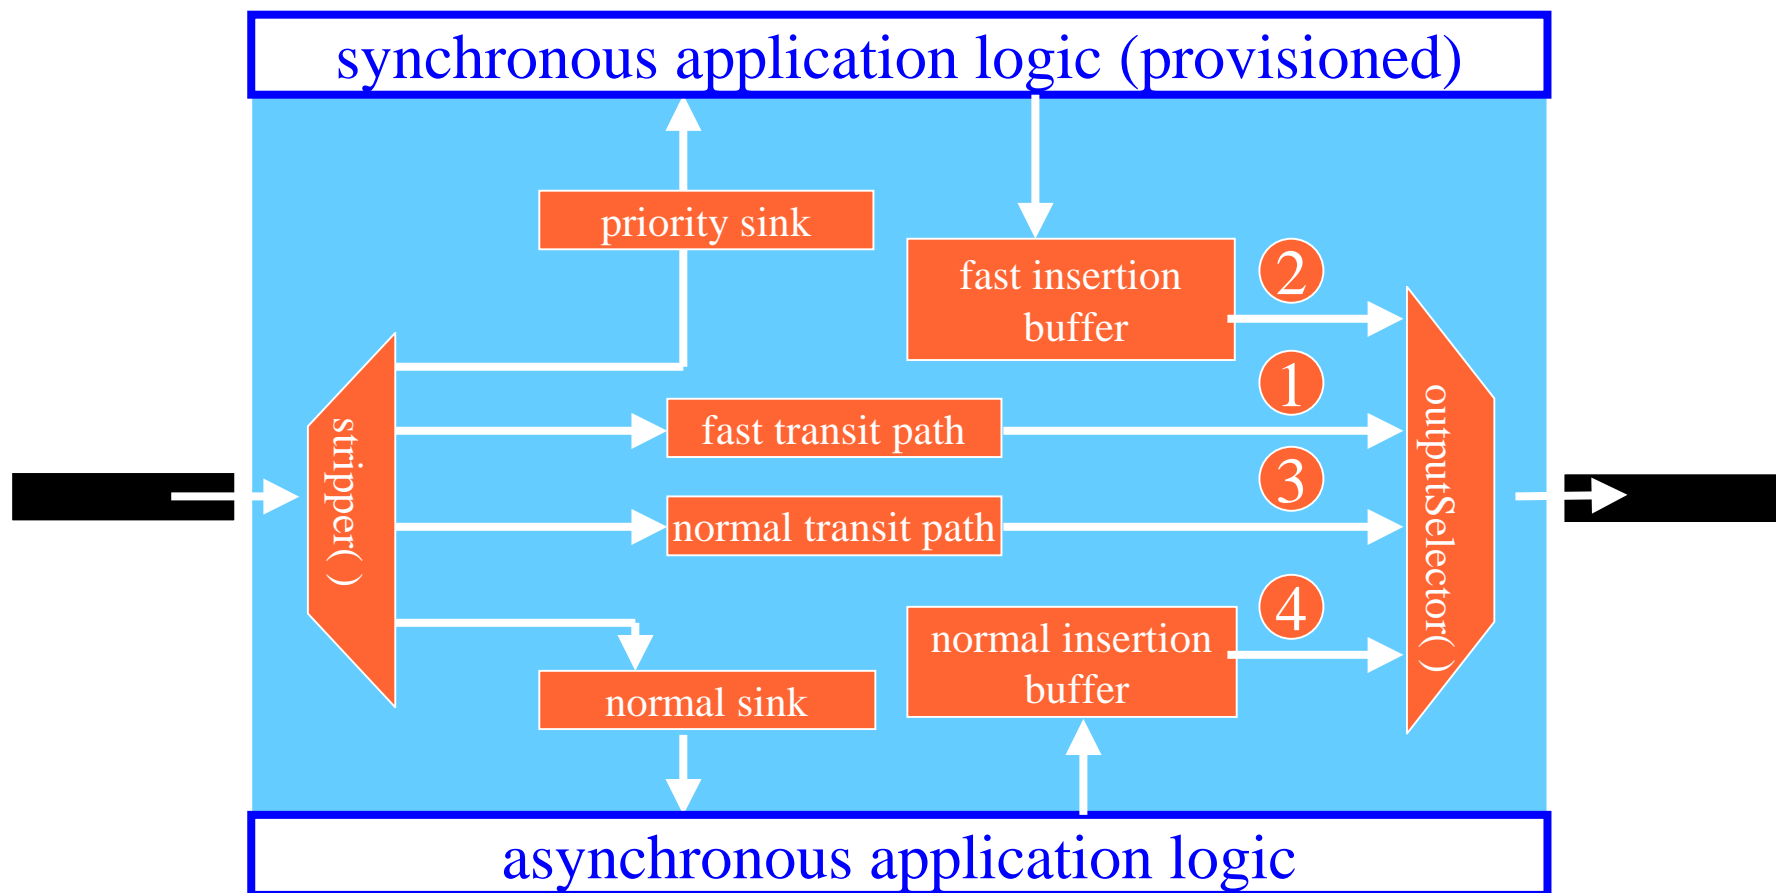 synchronous application logic (provisioned)
priority sink
fast insertion
buffer
2
1
fast transit path
stripper( )
outputSelector( )
3
normal transit path
4
normal insertion
buffer
normal sink
asynchronous application logic